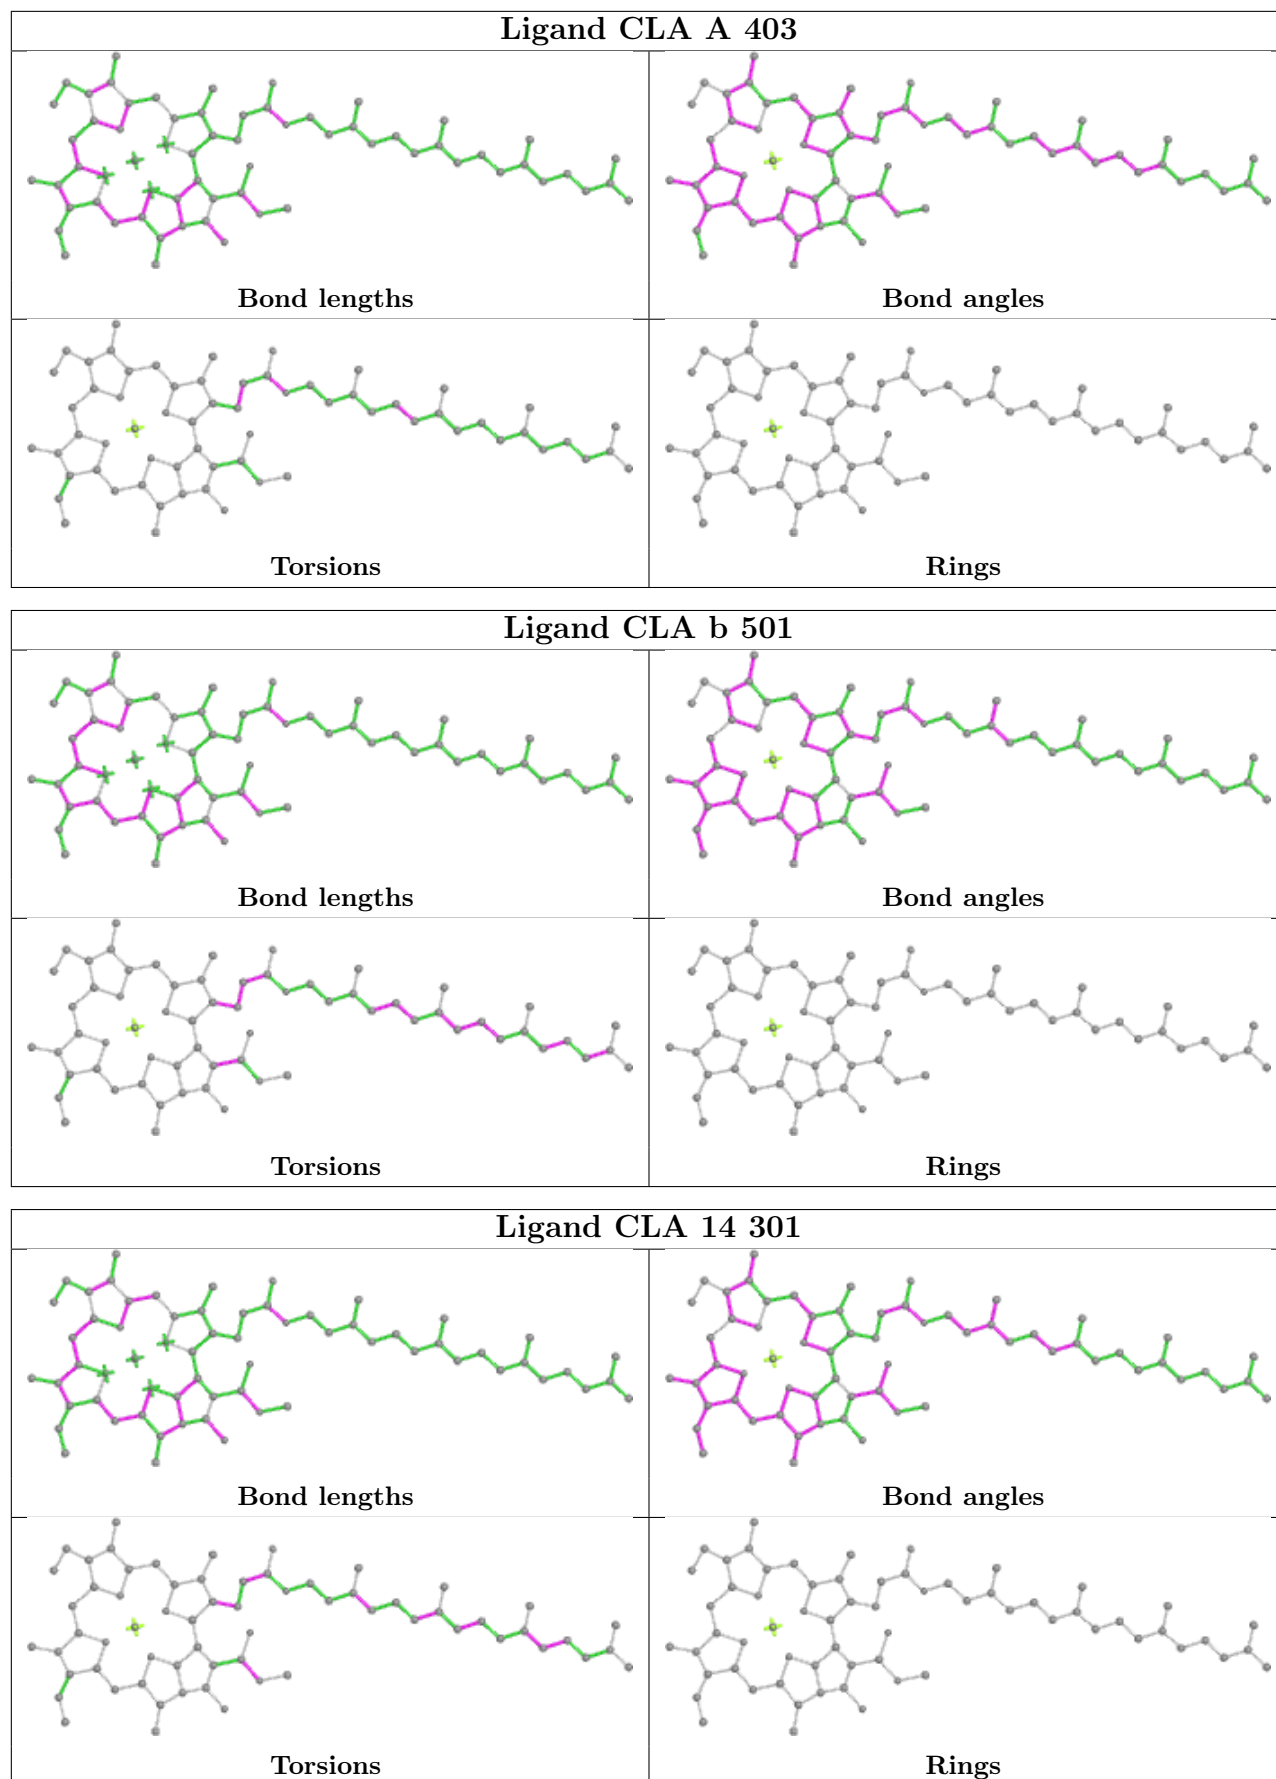 Ligand CLA A 403
Bond lengths
Bond angles
Torsions
Rings
Ligand CLA b 501
Bond lengths
Bond angles
Torsions
Rings
Ligand CLA 14 301
Bond lengths
Bond angles
Torsions
Rings